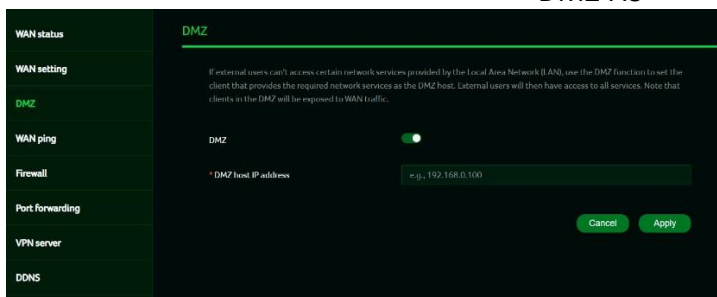 WAN status
WAN setting
DMZ
WAN ping
Firewall
Port forwarding
VPN server
DDNS
DMZ
If external users can't access certain network services provided by the Local Area Network (LAN), use the DMZ function to set the
client that provides the required network services as the DMZ host. External users will then have access to all services. Note that
clients in the DMZ will be exposed to WAN traffic.
DMZ
* DMZ host IP address
e.g., 192.168.0.100
Cancel
Apply